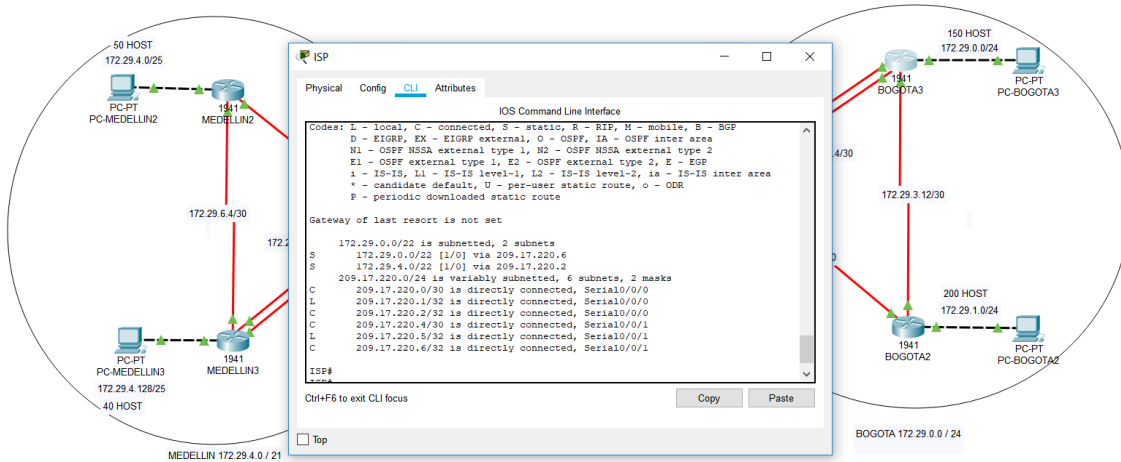 50 HOST
172.29.4.0/25
PC-PT
PC-MEDELLIN2
1941
MEDELLIN2
172.29.6.4/30
172.2
PC-PT
PC-MEDELLIN3
1941
MEDELLIN3
172.29.4.128/25
40 HOST
MEDELLIN 172.29.4.0 / 21
ISP
Physical Config CLI Attributes
IOS Command Line Interface
Codes: L - local, C - connected, S - static, R - RIP, M - mobile, B - BGP
D - EIGRP, EX - EIGRP external, O - OSPF, IA - OSPF inter area
N1 - OSPF NSSA external type 1, N2 - OSPF NSSA external type 2
E1 - OSPF external type 1, E2 - OSPF external type 2, E - EGP
i - IS-IS, L1 - IS-IS level-1, L2 - IS-IS level-2, ia - IS-IS inter area
* - candidate default, U - per-user static route, o - ODR
P - periodic downloaded static route
Gateway of last resort is not set
172.29.0.0/22 is subnetted, 2 subnets
S 172.29.0.0/22 [1/0] via 209.17.220.6
S 172.29.4.0/22 [1/0] via 209.17.220.2
209.17.220.0/24 is variably subnetted, 6 subnets, 2 masks
C 209.17.220.0/30 is directly connected, Serial0/0/0
L 209.17.220.1/32 is directly connected, Serial0/0/0
C 209.17.220.2/32 is directly connected, Serial0/0/0
C 209.17.220.4/30 is directly connected, Serial0/0/1
L 209.17.220.5/32 is directly connected, Serial0/0/1
C 209.17.220.6/32 is directly connected, Serial0/0/1
ISP#
ISP#
Ctrl+F6 to exit CLI focus
Copy Paste
Top
150 HOST
172.29.0.0/24
1941
BOGOTA3
PC-PT
PC-BOGOTA3
.4/30
172.29.3.12/30
0
200 HOST
172.29.1.0/24
1941
BOGOTA2
PC-PT
PC-BOGOTA2
BOGOTA 172.29.0.0 / 24